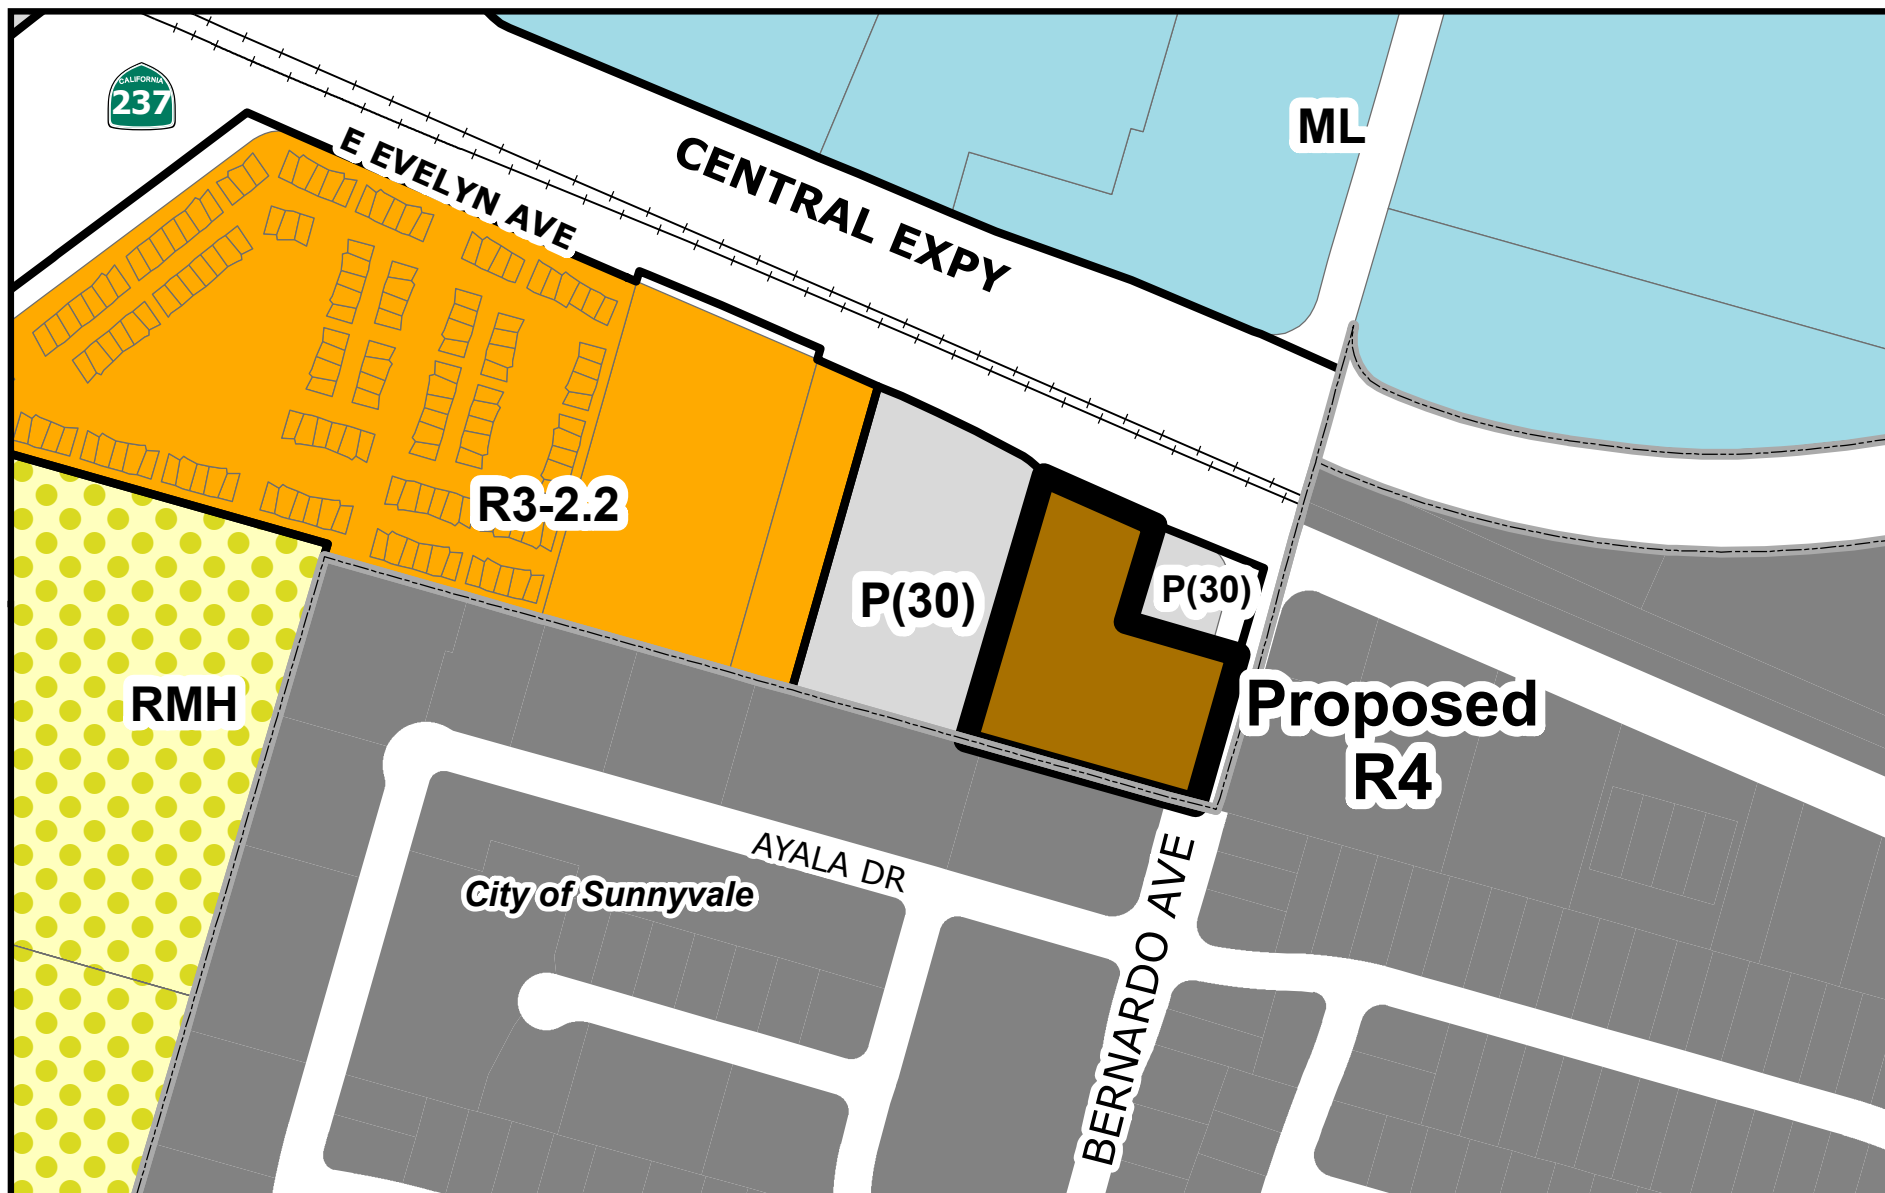 CALIFORNIA
237
E EVELYN AVE
CENTRAL EXPY
ML
R3-2.2
P(30)
P(30)
RMH
Proposed
R4
AYALA DR
City of Sunnyvale
BERNARDO AVE